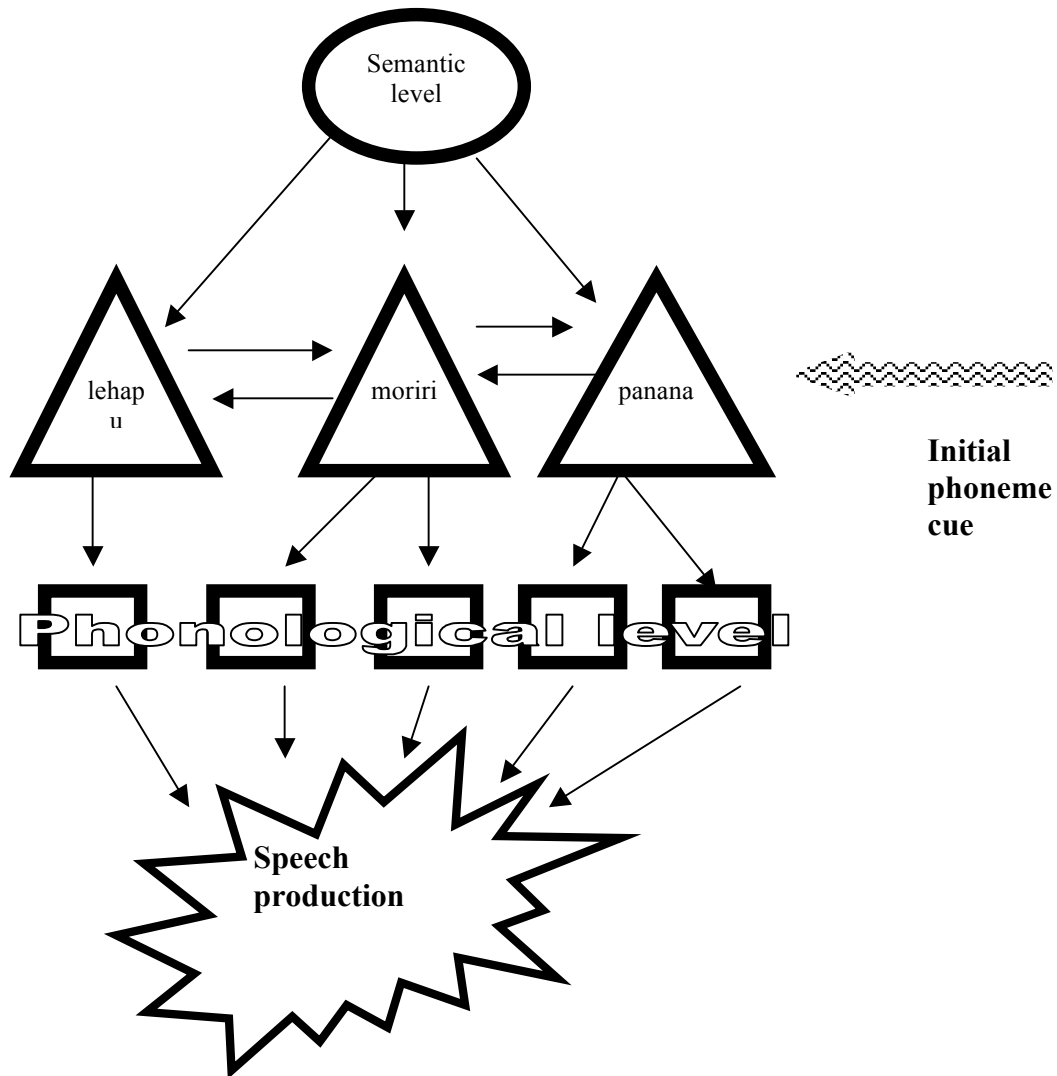 Semantic
level
lehap
u
moriri
panana
Initial
phoneme
cue
Phonological level
Speech
production